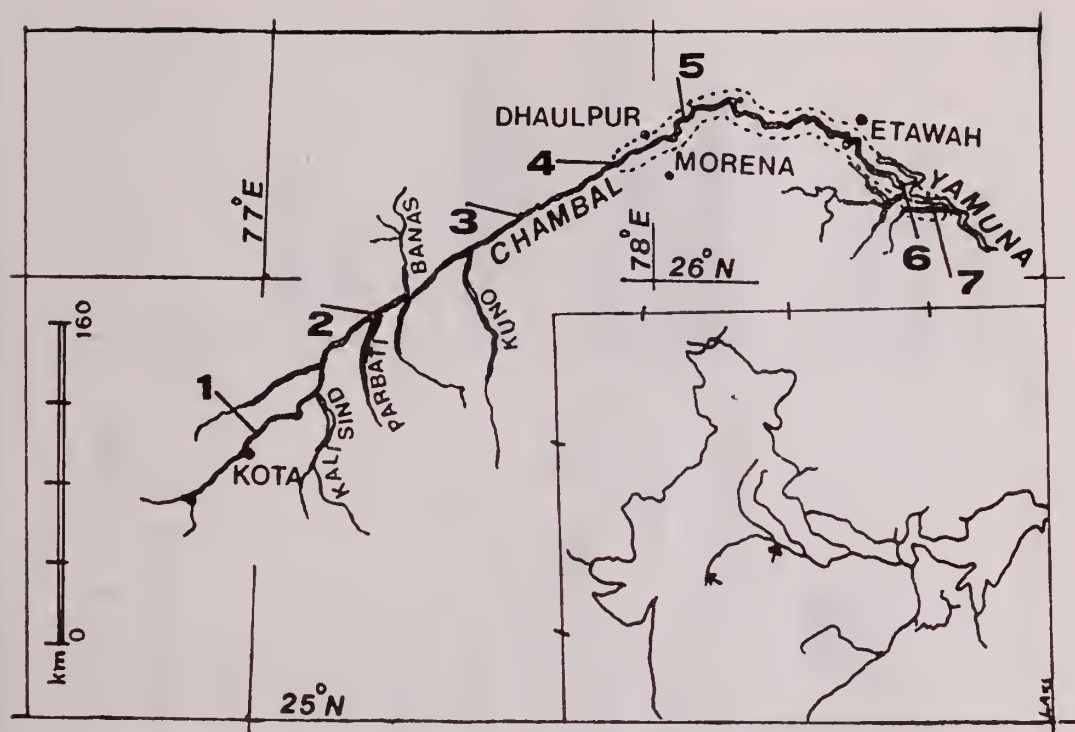 5
DHAULPUR
ETAWAH
4
MORENA
YAMUNA
77°E
3
BANAS
CHAMBAL
78°E
26°N
6
7
KUNO
160
2
PARBATI
1
KALI SIND
KOTA
0
km
25°N